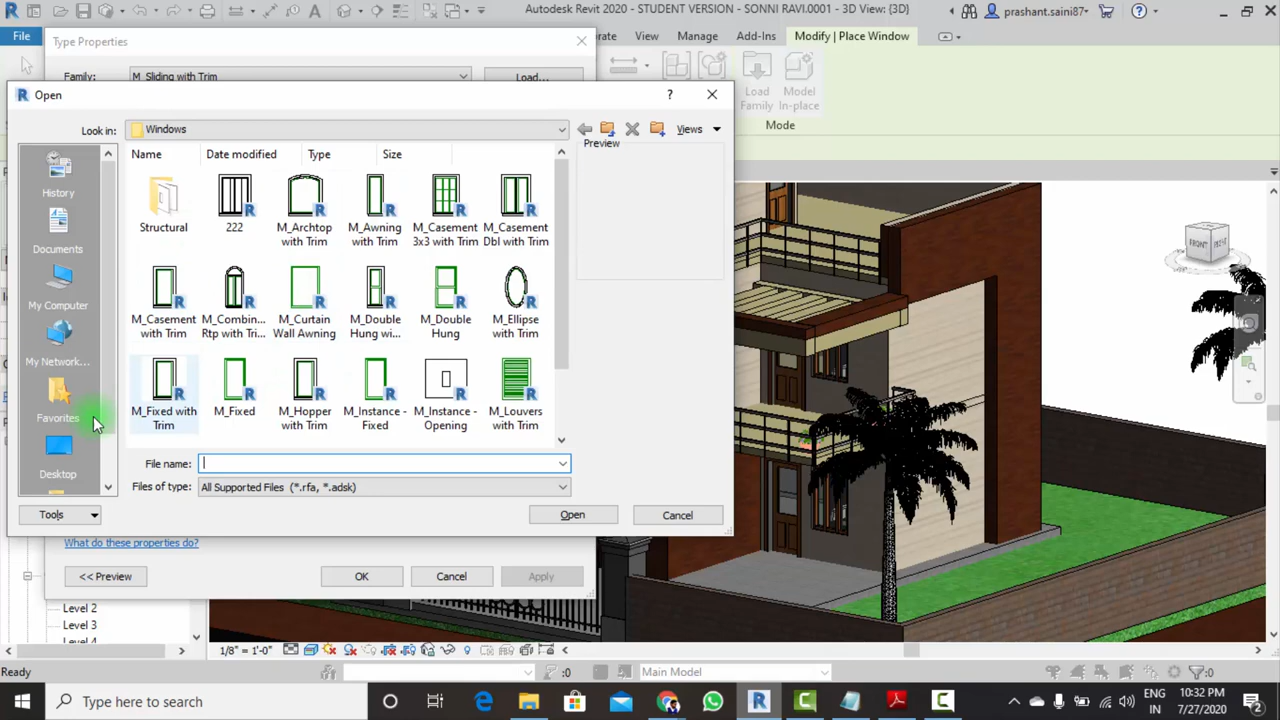 Autodesk Revit 2020 - STUDENT VERSION - SONNI RAVI.0001 - 3D View: {3D}
prashant.saini87
File
View
Manage
Add-Ins
Modify | Place Window
Type Properties
Family:
M_Sliding with Trim
Load...
Load
Family
Model
In-place
Mode
Open
Look in:
Windows
Views
Preview
Name
Date modified
Type
Size
History
Documents
My Computer
My Network...
Favorites
Desktop
Structural
222
M_Archtop
with Trim
M_Awning
with Trim
M_Casement
3x3 with Trim
M_Casement
Dbl with Trim
M_Casement
with Trim
M_Combin...
Rtp with Tri...
M_Curtain
Wall Awning
M_Double
Hung wi...
M_Double
Hung
M_Ellipse
with Trim
M_Fixed with
Trim
M_Fixed
M_Hopper
with Trim
M_Instance -
Fixed
M_Instance -
Opening
M_Louvers
with Trim
File name:
Files of type:
All Supported Files (*.rfa, *.adsk)
Tools
Open
Cancel
What do these properties do?
<< Preview
OK
Cancel
Apply
Level 2
Level 3
FRONT
1/8" = 1'-0"
Ready
:0
Main Model
:0
Type here to search
ENG
IN
10:32 PM
7/27/2020
2